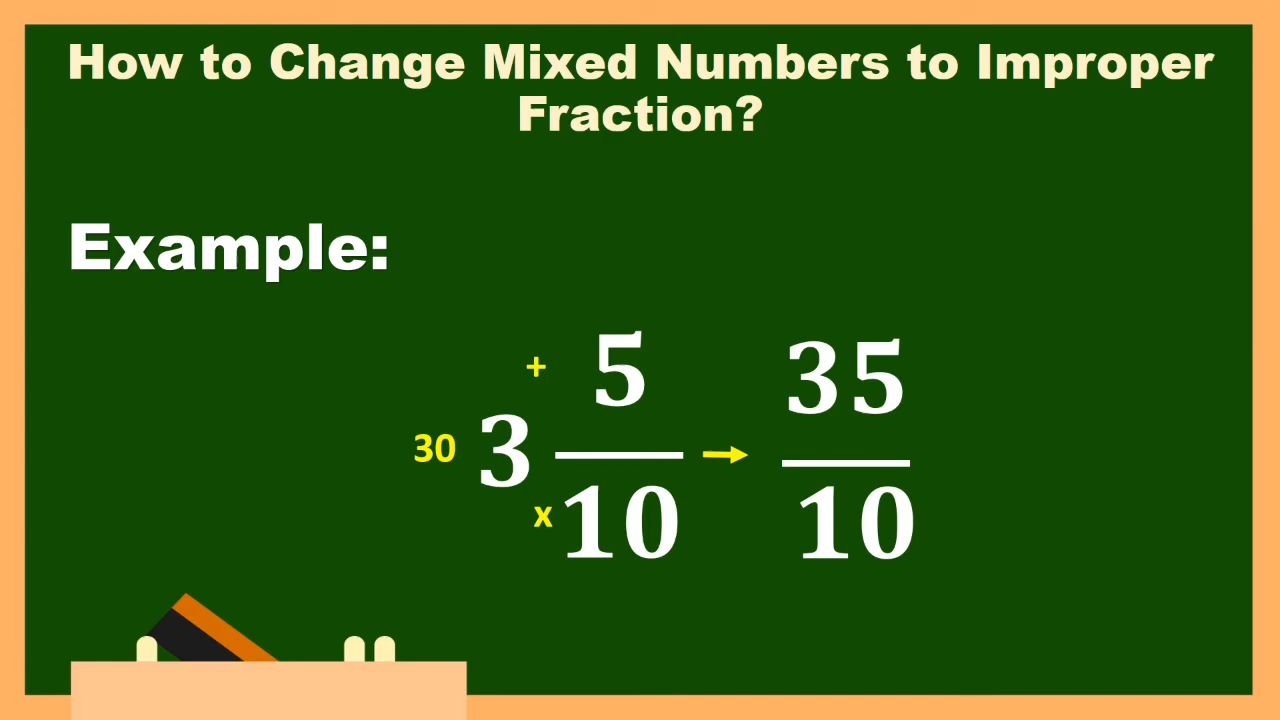 How to Change Mixed Numbers to Improper
Fraction?
Example:
+ 5 35
30 3 →
x 10 10